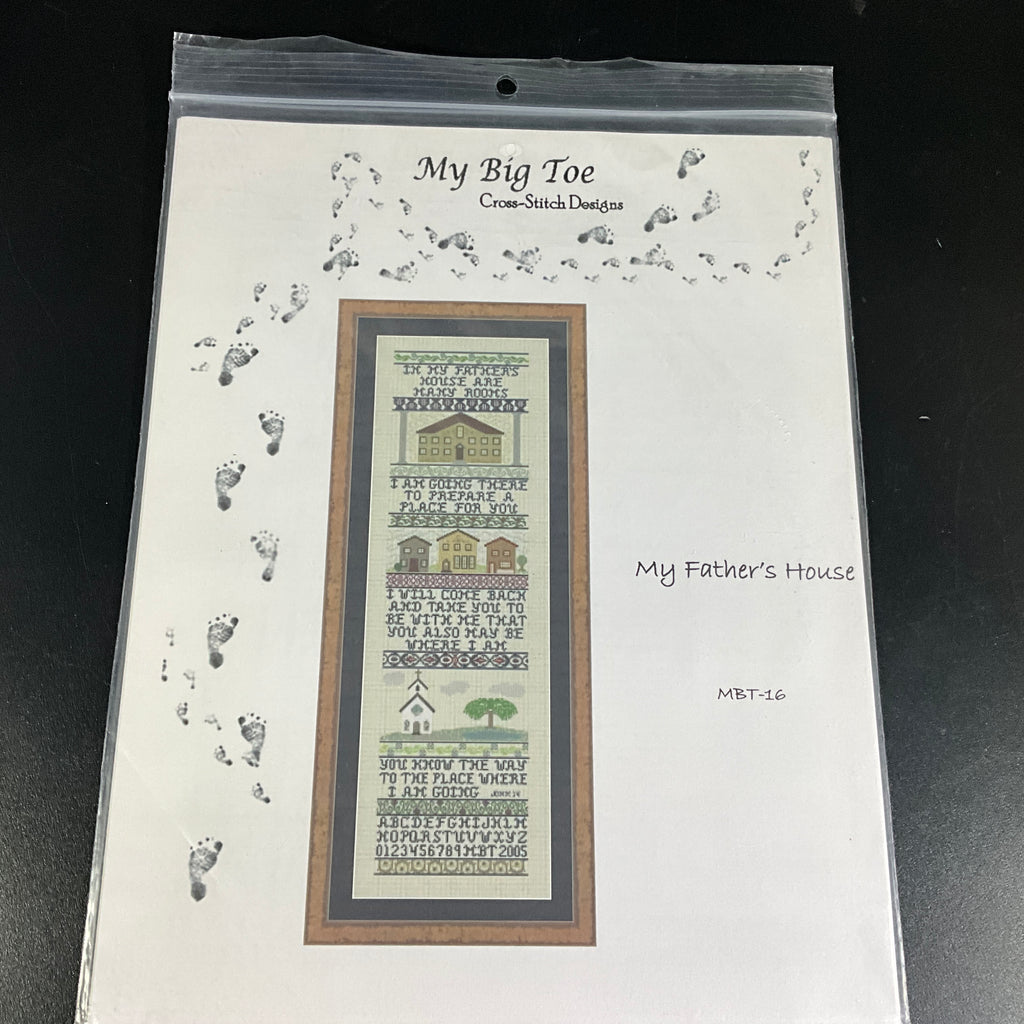 My Big Toe
Cross-Stitch Designs
IN MY FATHER'S
HOUSE ARE
MANY ROOMS
I AM GOING THERE
TO PREPARE A
PLACE FOR YOU
I WILL COME BACK
AND TAKE YOU TO
BE WITH ME THAT
YOU ALSO MAY BE
WHERE I AM
YOU KNOW THE WAY
TO THE PLACE WHERE
I AM GOING JOHN 14
ABCDEFGHIJKLM
NOPQRSTUVWXYZ
0123456789 MBT 2005
My Father's House
MBT-16